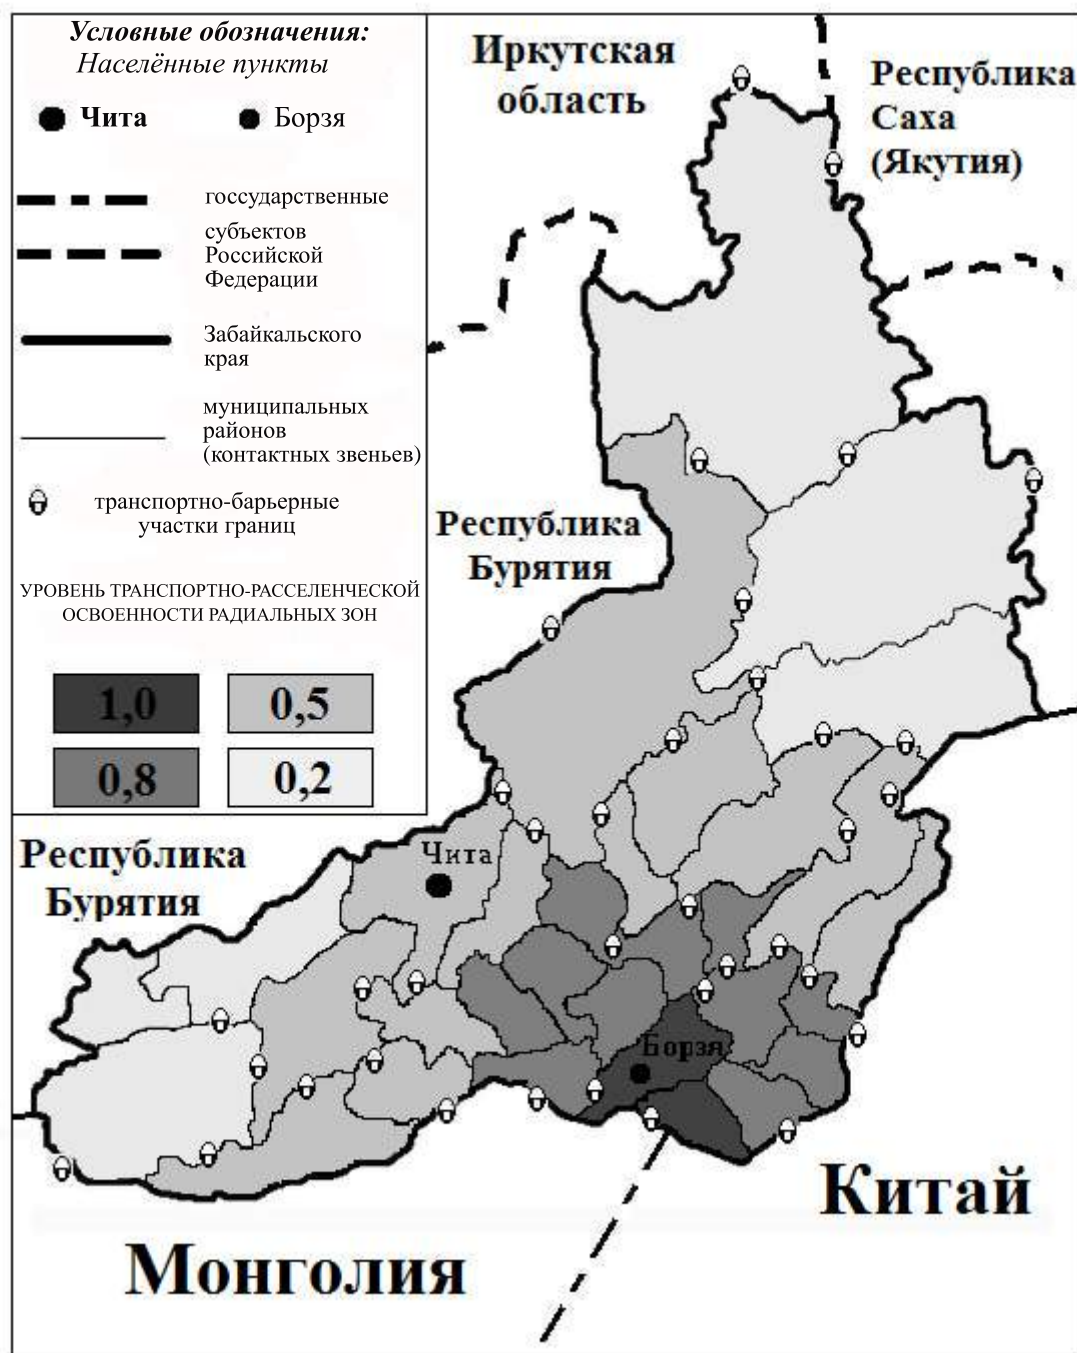 Условные обозначения:
Населённые пункты
Чита
Борзя
госсударственные
субъектов
Российской
Федерации
Забайкальского
края
муниципальных
районов
(контактных звеньев)
транспортно-барьерные
участки границ
УРОВЕНЬ ТРАНСПОРТНО-РАССЕЛЕНЧЕСКОЙ
ОСВОЕННОСТИ РАДИАЛЬНЫХ ЗОН
1,0
0,5
0,8
0,2
Иркутская
область
Республика
Саха
(Якутия)
Республика
Бурятия
Республика
Бурятия
Чита
Борзя
Китай
Монголия